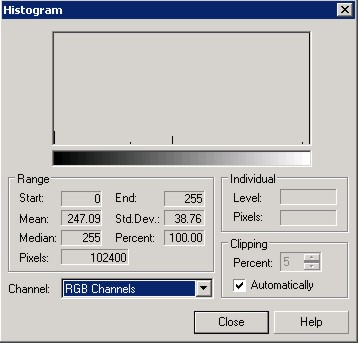 Histogram
Range
Start: 0 End: 255
Mean: 247.09 Std.Dev.: 38.76
Median: 255 Percent: 100.00
Pixels: 102400
Individual
Level:
Pixels:
Clipping
Percent: 5
Automatically
Channel: RGB Channels
Close Help